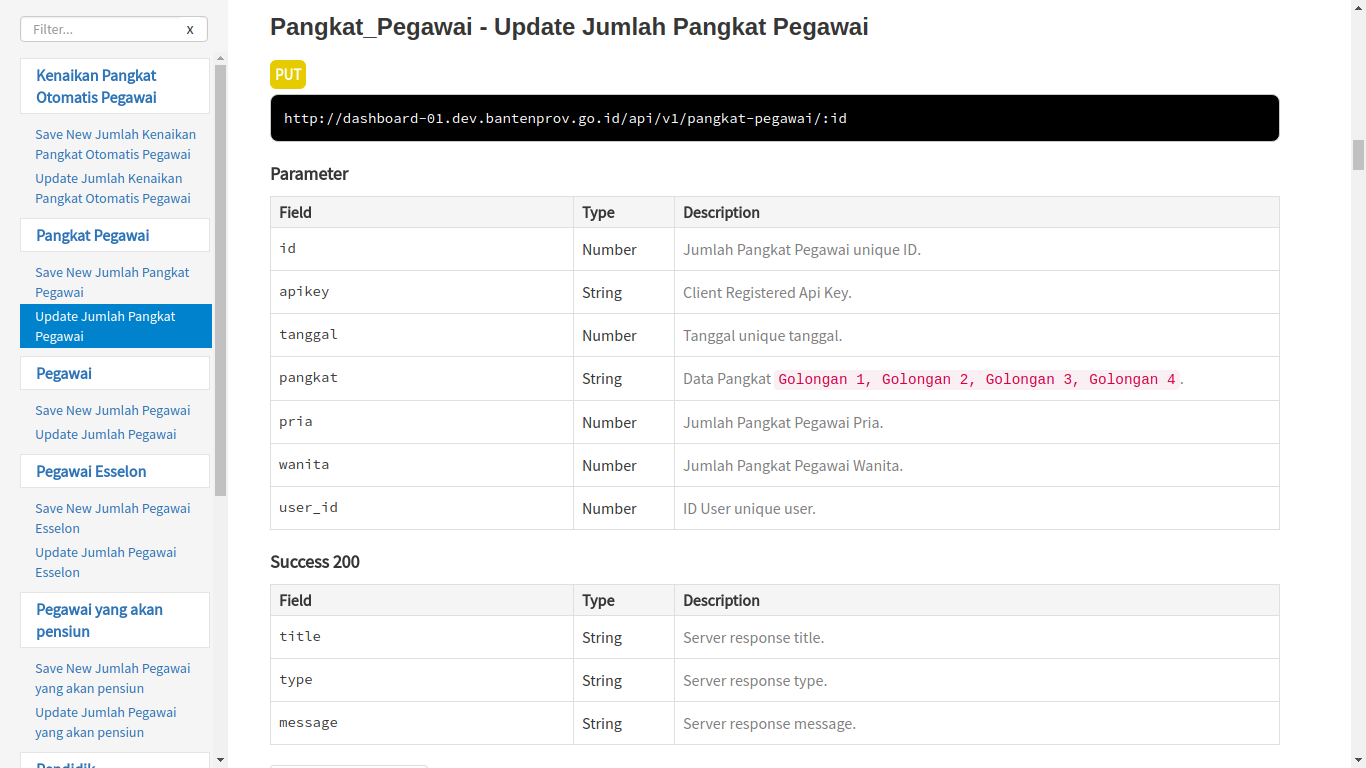 Filter...
x
Kenaikan Pangkat
Otomatis Pegawai
Save New Jumlah Kenaikan
Pangkat Otomatis Pegawai
Update Jumlah Kenaikan
Pangkat Otomatis Pegawai
Pangkat Pegawai
Save New Jumlah Pangkat
Pegawai
Update Jumlah Pangkat
Pegawai
Pegawai
Save New Jumlah Pegawai
Update Jumlah Pegawai
Pegawai Esselon
Save New Jumlah Pegawai
Esselon
Update Jumlah Pegawai
Esselon
Pegawai yang akan
pensiun
Save New Jumlah Pegawai
yang akan pensiun
Update Jumlah Pegawai
yang akan pensiun
Pendidik
Pangkat_Pegawai - Update Jumlah Pangkat Pegawai
PUT
http://dashboard-01.dev.bantenprov.go.id/api/v1/pangkat-pegawai/:id
Parameter
Field Type Description
id Number Jumlah Pangkat Pegawai unique ID.
apikey String Client Registered Api Key.
tanggal Number Tanggal unique tanggal.
pangkat String Data Pangkat Golongan 1, Golongan 2, Golongan 3, Golongan 4.
pria Number Jumlah Pangkat Pegawai Pria.
wanita Number Jumlah Pangkat Pegawai Wanita.
user_id Number ID User unique user.
Success 200
Field Type Description
title String Server response title.
type String Server response type.
message String Server response message.